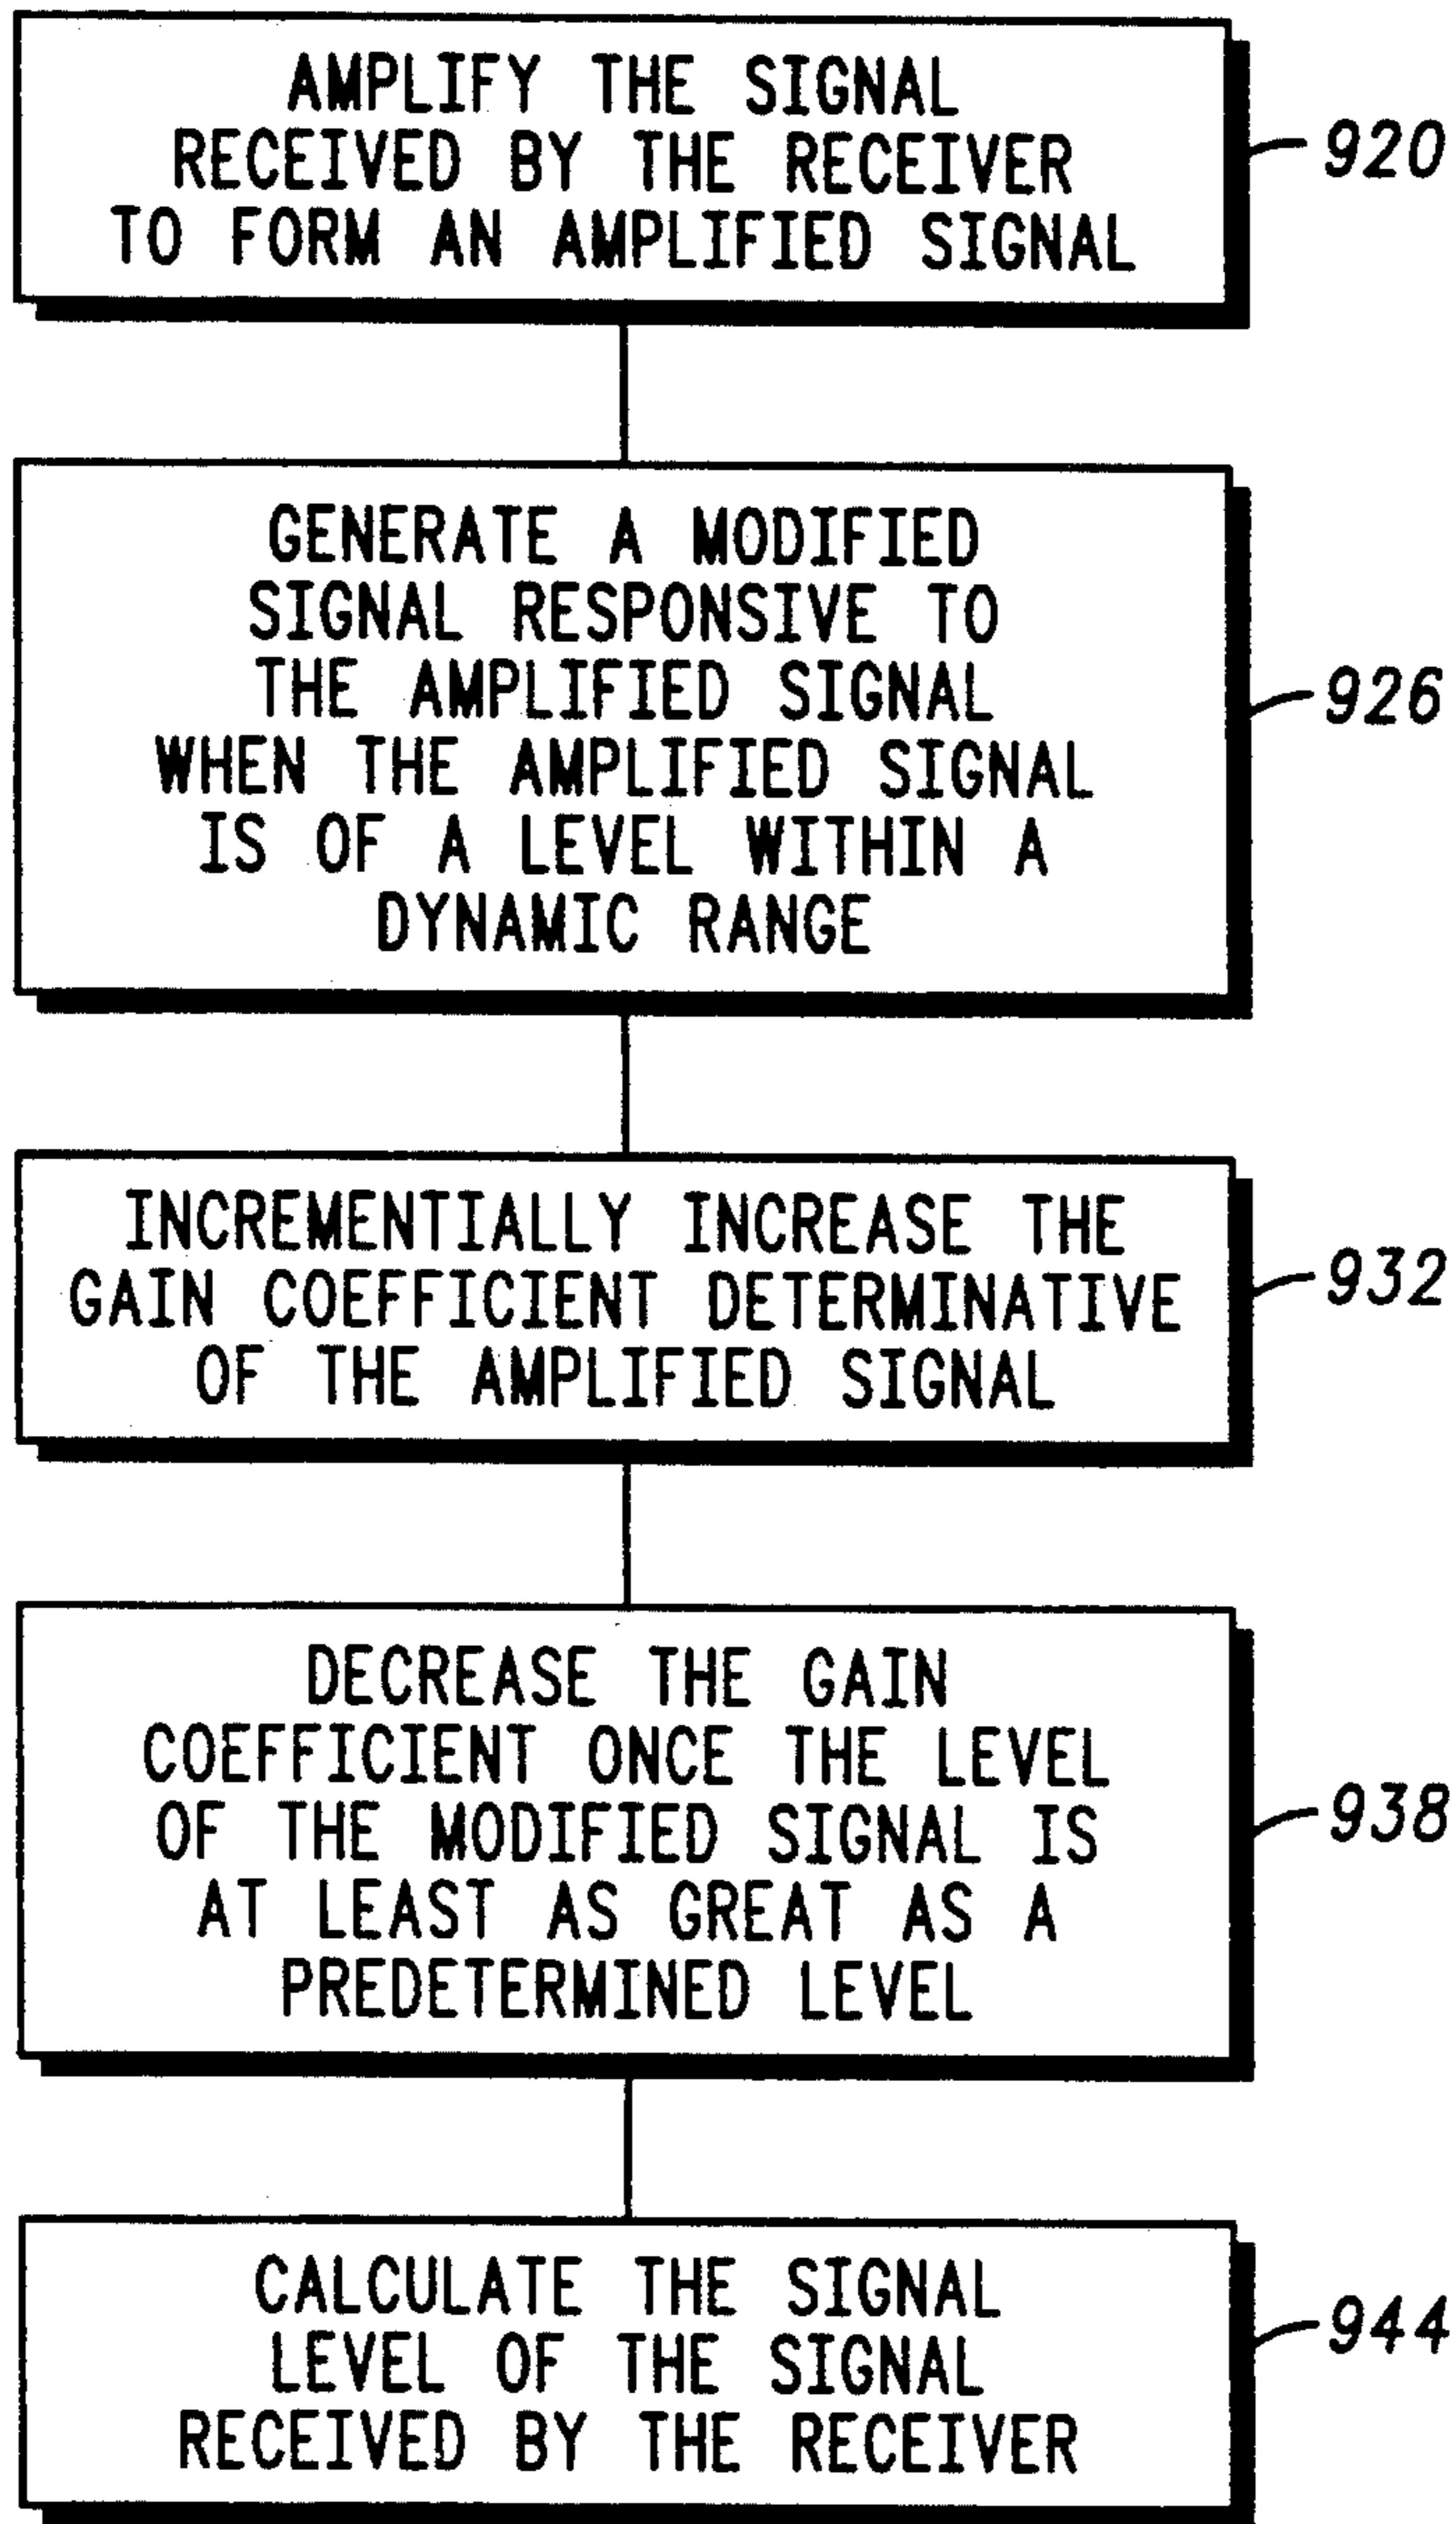 AMPLIFY THE SIGNAL
RECEIVED BY THE RECEIVER
TO FORM AN AMPLIFIED SIGNAL
920
GENERATE A MODIFIED
SIGNAL RESPONSIVE TO
THE AMPLIFIED SIGNAL
WHEN THE AMPLIFIED SIGNAL
IS OF A LEVEL WITHIN A
DYNAMIC RANGE
926
INCREMENTIALLY INCREASE THE
GAIN COEFFICIENT DETERMINATIVE
OF THE AMPLIFIED SIGNAL
932
DECREASE THE GAIN
COEFFICIENT ONCE THE LEVEL
OF THE MODIFIED SIGNAL IS
AT LEAST AS GREAT AS A
PREDETERMINED LEVEL
938
CALCULATE THE SIGNAL
LEVEL OF THE SIGNAL
RECEIVED BY THE RECEIVER
944